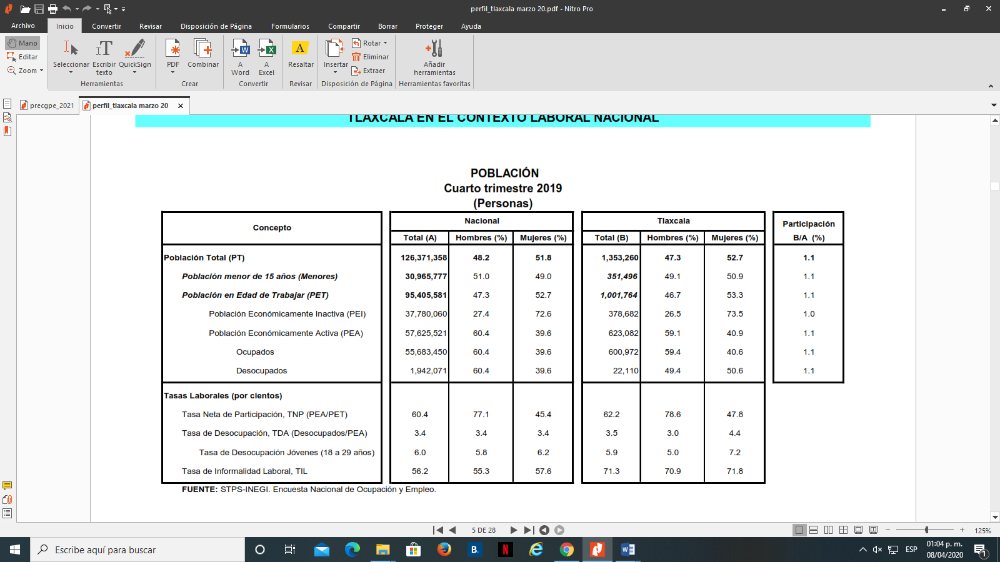 perfil_tlaxcala marzo 20.pdf - Nitro Pro
Archivo Inicio Convertir Revisar Disposición de Página Formularios Compartir Borrar Proteger Ayuda
Mano
Editar
Zoom
Seleccionar Escribir texto QuickSign
Herramientas
PDF Combinar
Crear
A Word A Excel
Convertir
Resaltar
Revisar
Insertar Rotar Eliminar Extraer
Disposición de Página
Añadir herramientas
Herramientas favoritas
precgpe_2021 perfil_tlaxcala marzo 20
TLAXCALA EN EL CONTEXTO LABORAL NACIONAL
POBLACIÓN
Cuarto trimestre 2019
(Personas)
Concepto Nacional Tlaxcala Participación
Total (A) Hombres (%) Mujeres (%) Total (B) Hombres (%) Mujeres (%) B/A (%)
Población Total (PT) 126,371,358 48.2 51.8 1,353,260 47.3 52.7 1.1
Población menor de 15 años (Menores) 30,965,777 51.0 49.0 351,496 49.1 50.9 1.1
Población en Edad de Trabajar (PET) 95,405,581 47.3 52.7 1,001,764 46.7 53.3 1.1
Población Económicamente Inactiva (PEI) 37,780,060 27.4 72.6 378,682 26.5 73.5 1.0
Población Económicamente Activa (PEA) 57,625,521 60.4 39.6 623,082 59.1 40.9 1.1
Ocupados 55,683,450 60.4 39.6 600,972 59.4 40.6 1.1
Desocupados 1,942,071 60.4 39.6 22,110 49.4 50.6 1.1
Tasas Laborales (por cientos)
Tasa Neta de Participación, TNP (PEA/PET) 60.4 77.1 45.4 62.2 78.6 47.8
Tasa de Desocupación, TDA (Desocupados/PEA) 3.4 3.4 3.4 3.5 3.0 4.4
Tasa de Desocupación Jóvenes (18 a 29 años) 6.0 5.8 6.2 5.9 5.0 7.2
Tasa de Informalidad Laboral, TIL 56.2 55.3 57.6 71.3 70.9 71.8
FUENTE: STPS-INEGI. Encuesta Nacional de Ocupación y Empleo.
5 DE 28
125%
Escribe aquí para buscar
B.
N
W
ESP
01:04 p. m.
08/04/2020
1